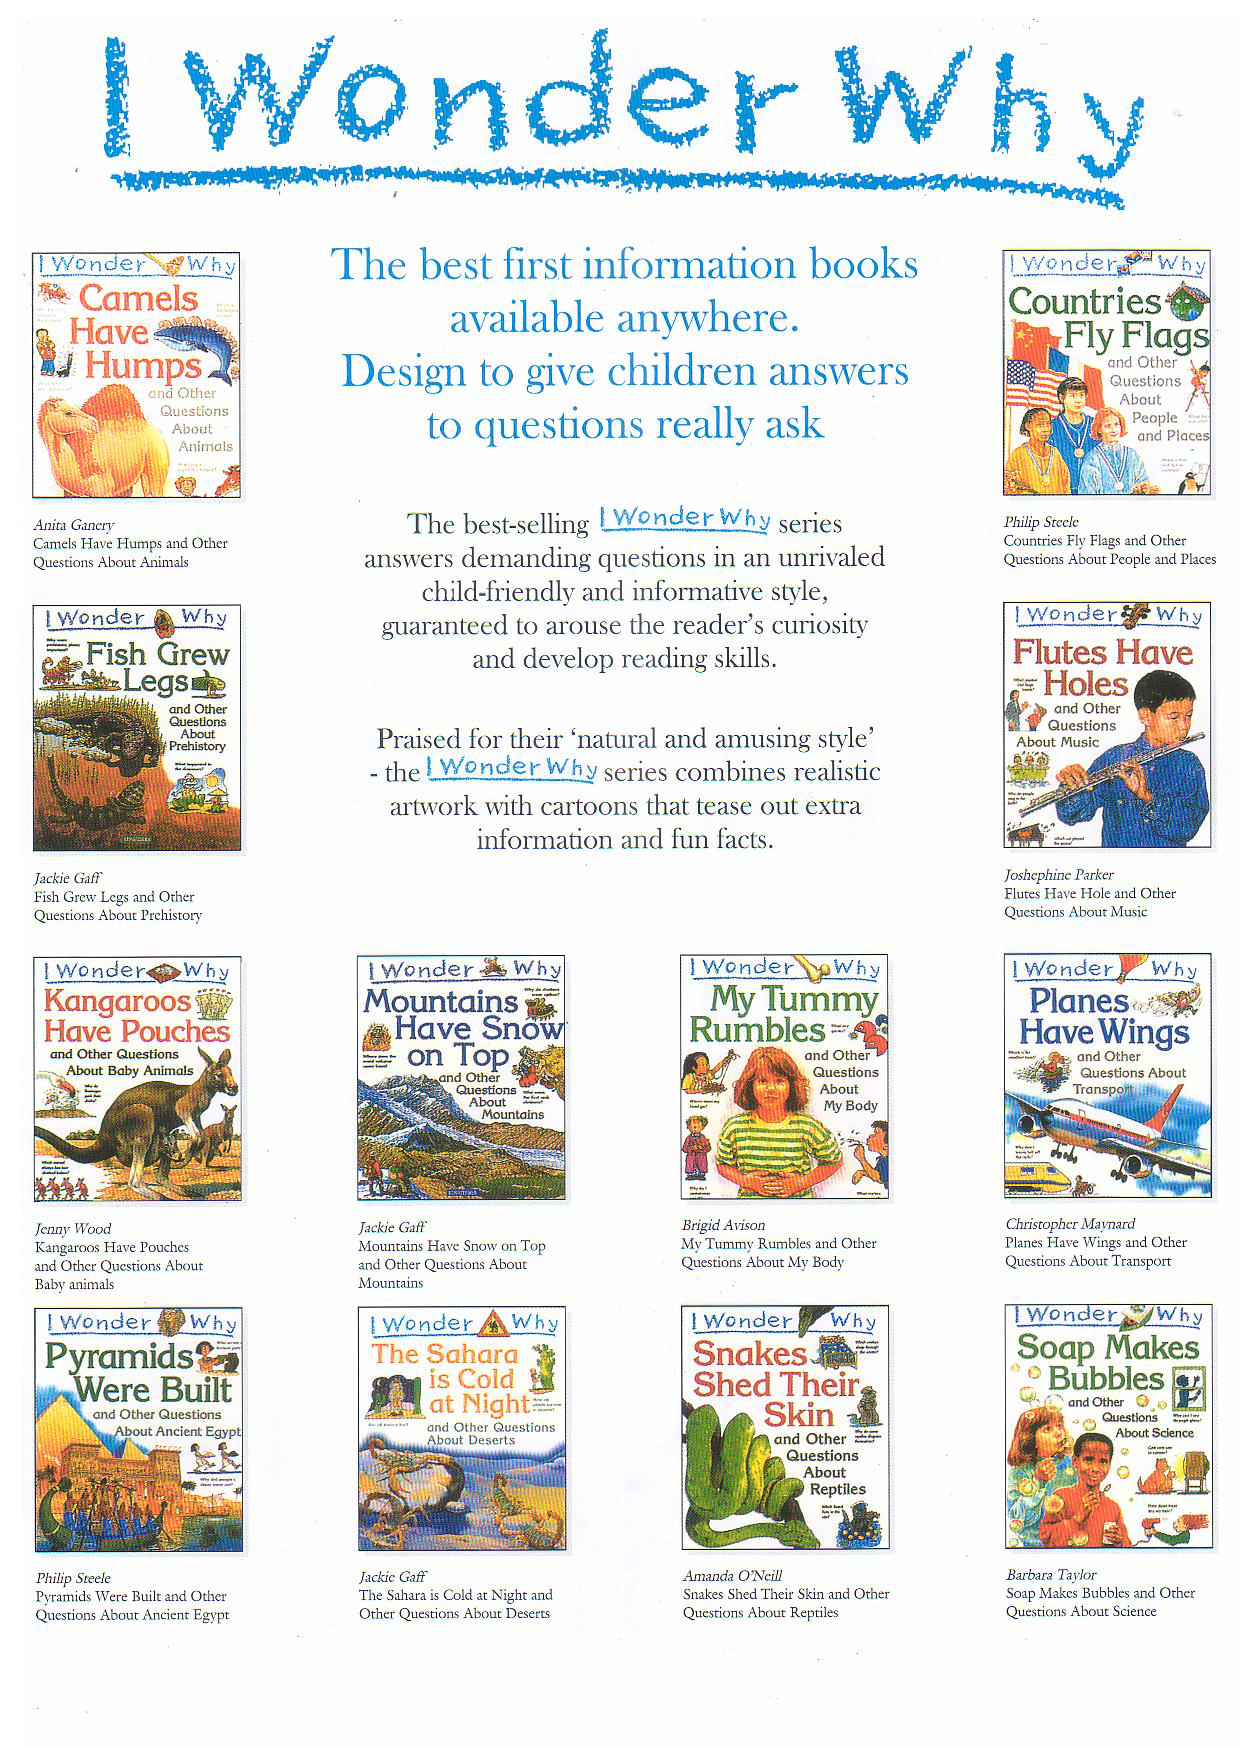 I Wonder Why
The best first information books
available anywhere.
Design to give children answers
to questions really ask
The best-selling I Wonder Why series
answers demanding questions in an unrivaled
child-friendly and informative style,
guaranteed to arouse the reader's curiosity
and develop reading skills.
Praised for their 'natural and amusing style'
- the I Wonder Why series combines realistic
artwork with cartoons that tease out extra
information and fun facts.
I Wonder Why
Camels
Have
Humps
and Other
Questions
About
Animals
Anita Ganery
Camels Have Humps and Other
Questions About Animals
I Wonder Why
Countries
Fly Flags
and Other
Questions
About
People
and Places
Philip Steele
Countries Fly Flags and Other
Questions About People and Places
I Wonder Why
Fish Grew
Legs
and Other
Questions
About
Prehistory
Jackie Gaff
Fish Grew Legs and Other
Questions About Prehistory
I Wonder Why
Flutes Have
Holes
and Other
Questions
About Music
Joshephine Parker
Flutes Have Hole and Other
Questions About Music
I Wonder Why
Kangaroos
Have Pouches
and Other Questions
About Baby Animals
Jenny Wood
Kangaroos Have Pouches
and Other Questions About
Baby animals
I Wonder Why
Mountains
Have Snow
on Top
and Other
Questions
About
Mountains
Jackie Gaff
Mountains Have Snow on Top
and Other Questions About
Mountains
I Wonder Why
My Tummy
Rumbles
and Other
Questions
About
My Body
Brigid Avison
My Tummy Rumbles and Other
Questions About My Body
I Wonder Why
Planes
Have Wings
and Other
Questions About
Transport
Christopher Maynard
Planes Have Wings and Other
Questions About Transport
I Wonder Why
Pyramids
Were Built
and Other Questions
About Ancient Egypt
Philip Steele
Pyramids Were Built and Other
Questions About Ancient Egypt
I Wonder Why
The Sahara
is Cold
at Night
and Other Questions
About Deserts
Jackie Gaff
The Sahara is Cold at Night and
Other Questions About Deserts
I Wonder Why
Snakes
Shed Their
Skin
and Other
Questions
About
Reptiles
Amanda O'Neill
Snakes Shed Their Skin and Other
Questions About Reptiles
I Wonder Why
Soap Makes
Bubbles
and Other
Questions
About Science
Barbara Taylor
Soap Makes Bubbles and Other
Questions About Science